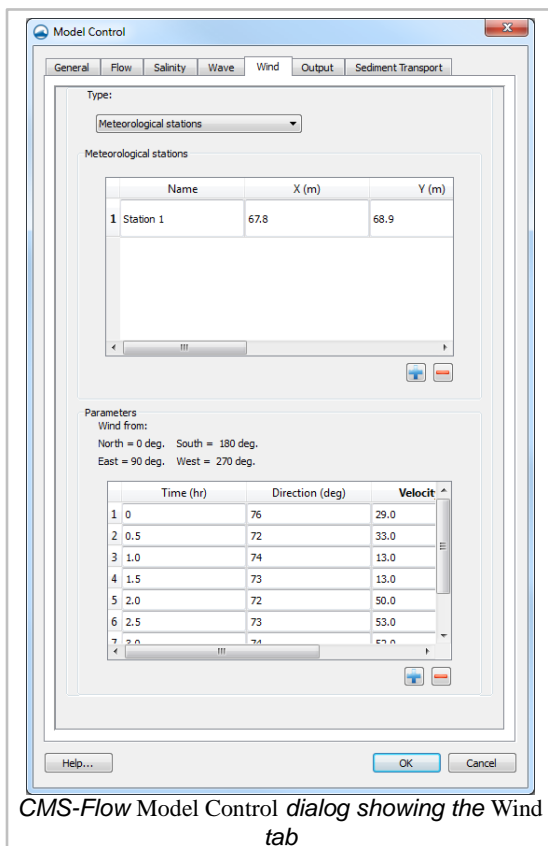 Model Control
General Flow Salinity Wave Wind Output Sediment Transport
Type:
Meteorological stations
Meteorological stations
Name X (m) Y (m)
1 Station 1 67.8 68.9
Parameters
Wind from:
North = 0 deg. South = 180 deg.
East = 90 deg. West = 270 deg.
Time (hr) Direction (deg) Velocit
1 0 76 29.0
2 0.5 72 33.0
3 1.0 74 13.0
4 1.5 73 13.0
5 2.0 72 50.0
6 2.5 73 53.0
Help... OK Cancel
CMS-Flow Model Control dialog showing the Wind
tab